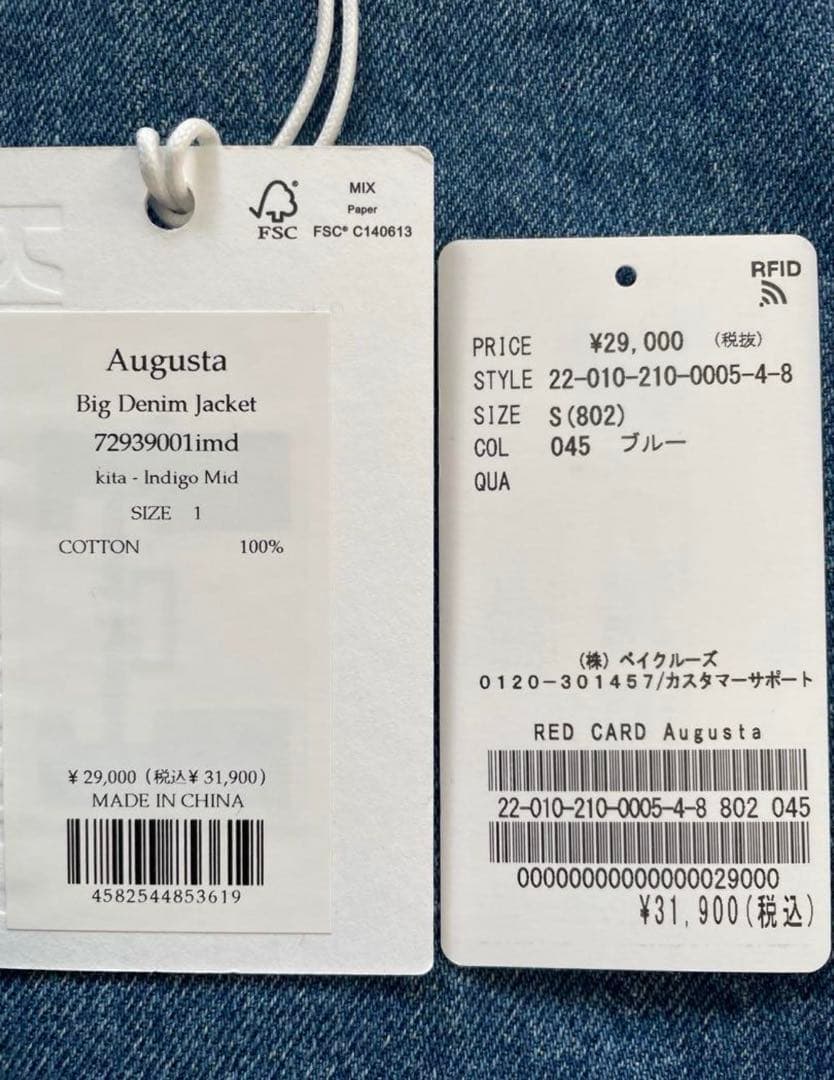 FSC®
MIX
Paper
FSC® C140613
Augusta
Big Denim Jacket
72939001imd
kita - Indigo Mid
SIZE 1
COTTON 100%
¥29,000 (税込¥31,900)
MADE IN CHINA
4582544853619
RFID
PRICE ¥29,000 (税抜)
STYLE 22-010-210-0005-4-8
SIZE S(802)
COL 045 ブルー
QUA
(株) ベイクルーズ
0120-301457/カスタマーサポート
RED CARD Augusta
22-010-210-0005-4-8 802 045
00000000000000029000
¥31,900(税込)